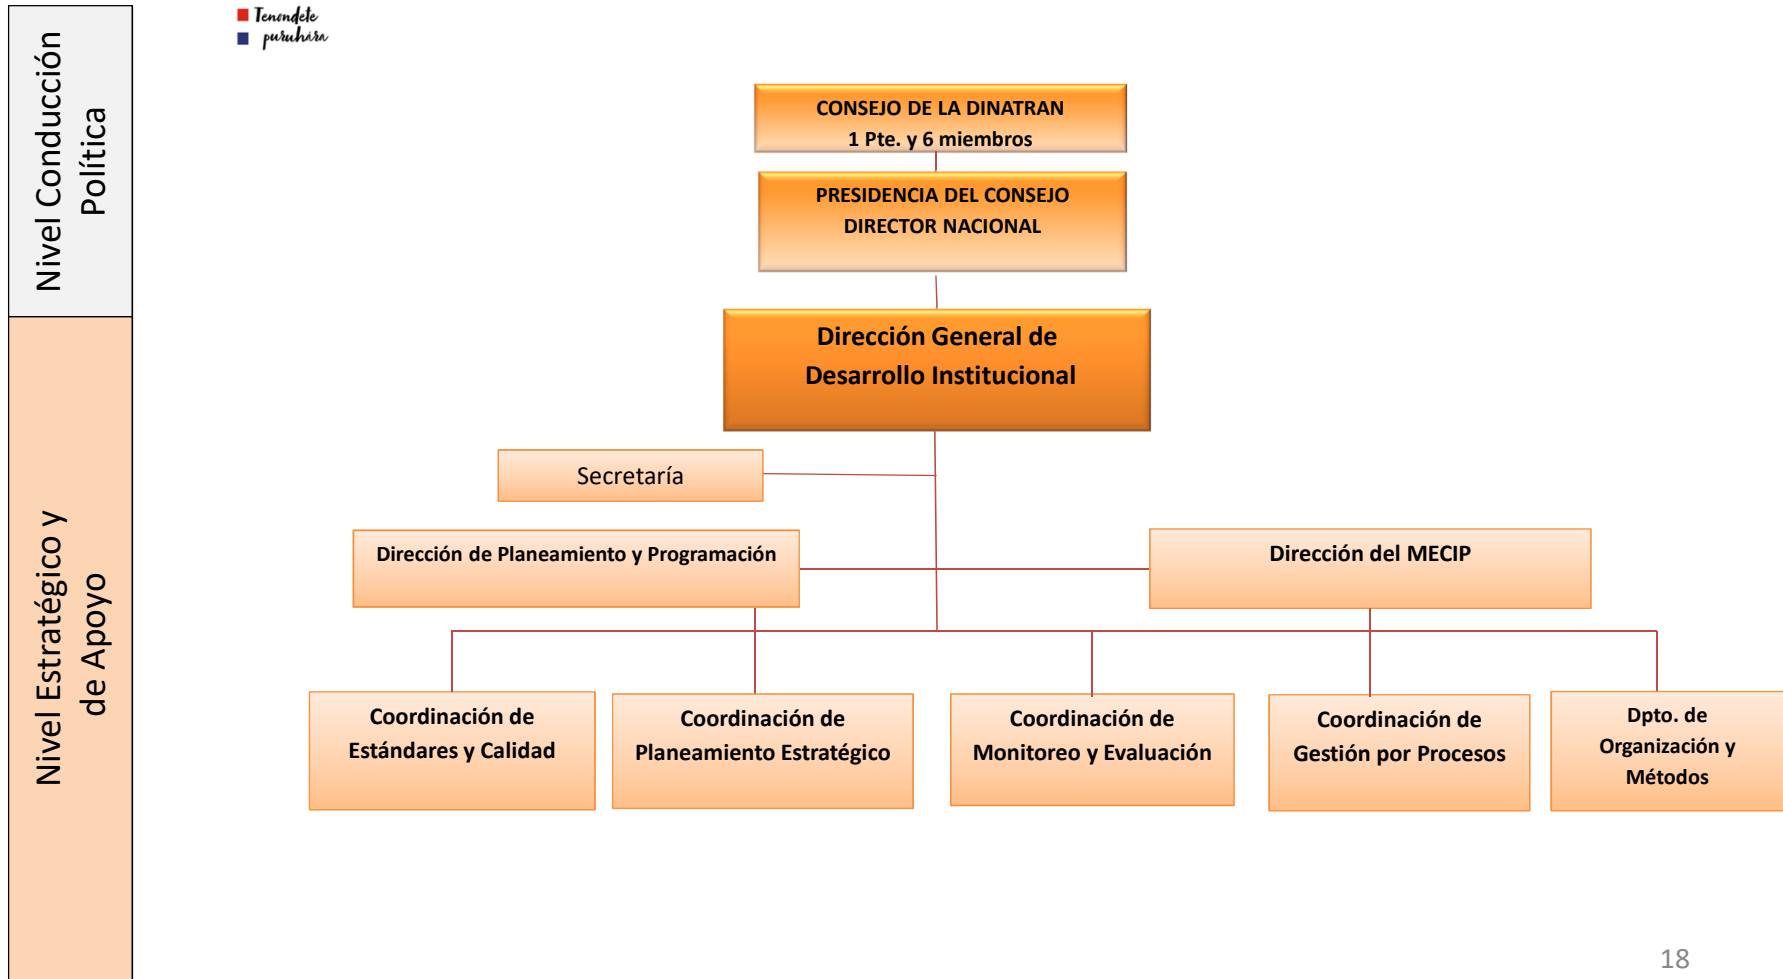 Nivel Conducción
Política
Nivel Estratégico y
de Apoyo
Tenondete
puruhára
CONSEJO DE LA DINATRAN
1 Pte. y 6 miembros
PRESIDENCIA DEL CONSEJO
DIRECTOR NACIONAL
Dirección General de
Desarrollo Institucional
Secretaría
Dirección de Planeamiento y Programación
Dirección del MECIP
Coordinación de
Estándares y Calidad
Coordinación de
Planeamiento Estratégico
Coordinación de
Monitoreo y Evaluación
Coordinación de
Gestión por Procesos
Dpto. de
Organización y
Métodos
18